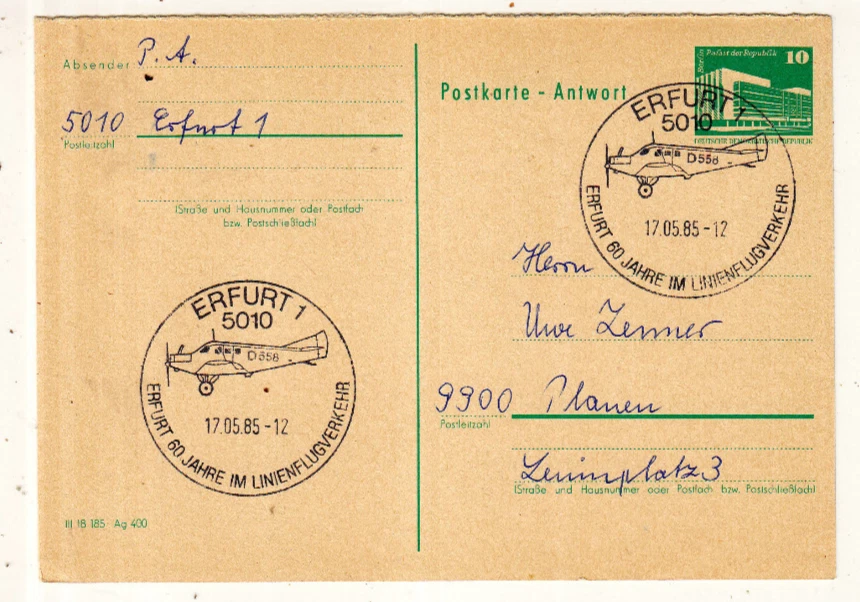 Absender P. A.
5010 Erfurt 1
Postleitzahl
(Straße und Hausnummer oder Postfach
bzw. Postschließfach)
ERFURT 1
5010
D 558
17.05.85-12
ERFURT 60 JAHRE IM LINIENFLUGVERKEHR
III 18 185 Ag 400
Berlin Palast der Republik 10
DEUTSCHE DEMOKRATISCHE REPUBLIK
Postkarte - Antwort
ERFURT 1
5010
D 558
17.05.85-12
ERFURT 60 JAHRE IM LINIENFLUGVERKEHR
Herrn
Uwe Zenner
9900 Plauen
Postleitzahl
Leninplatz 3
(Straße und Hausnummer oder Postfach bzw. Postschließfach)